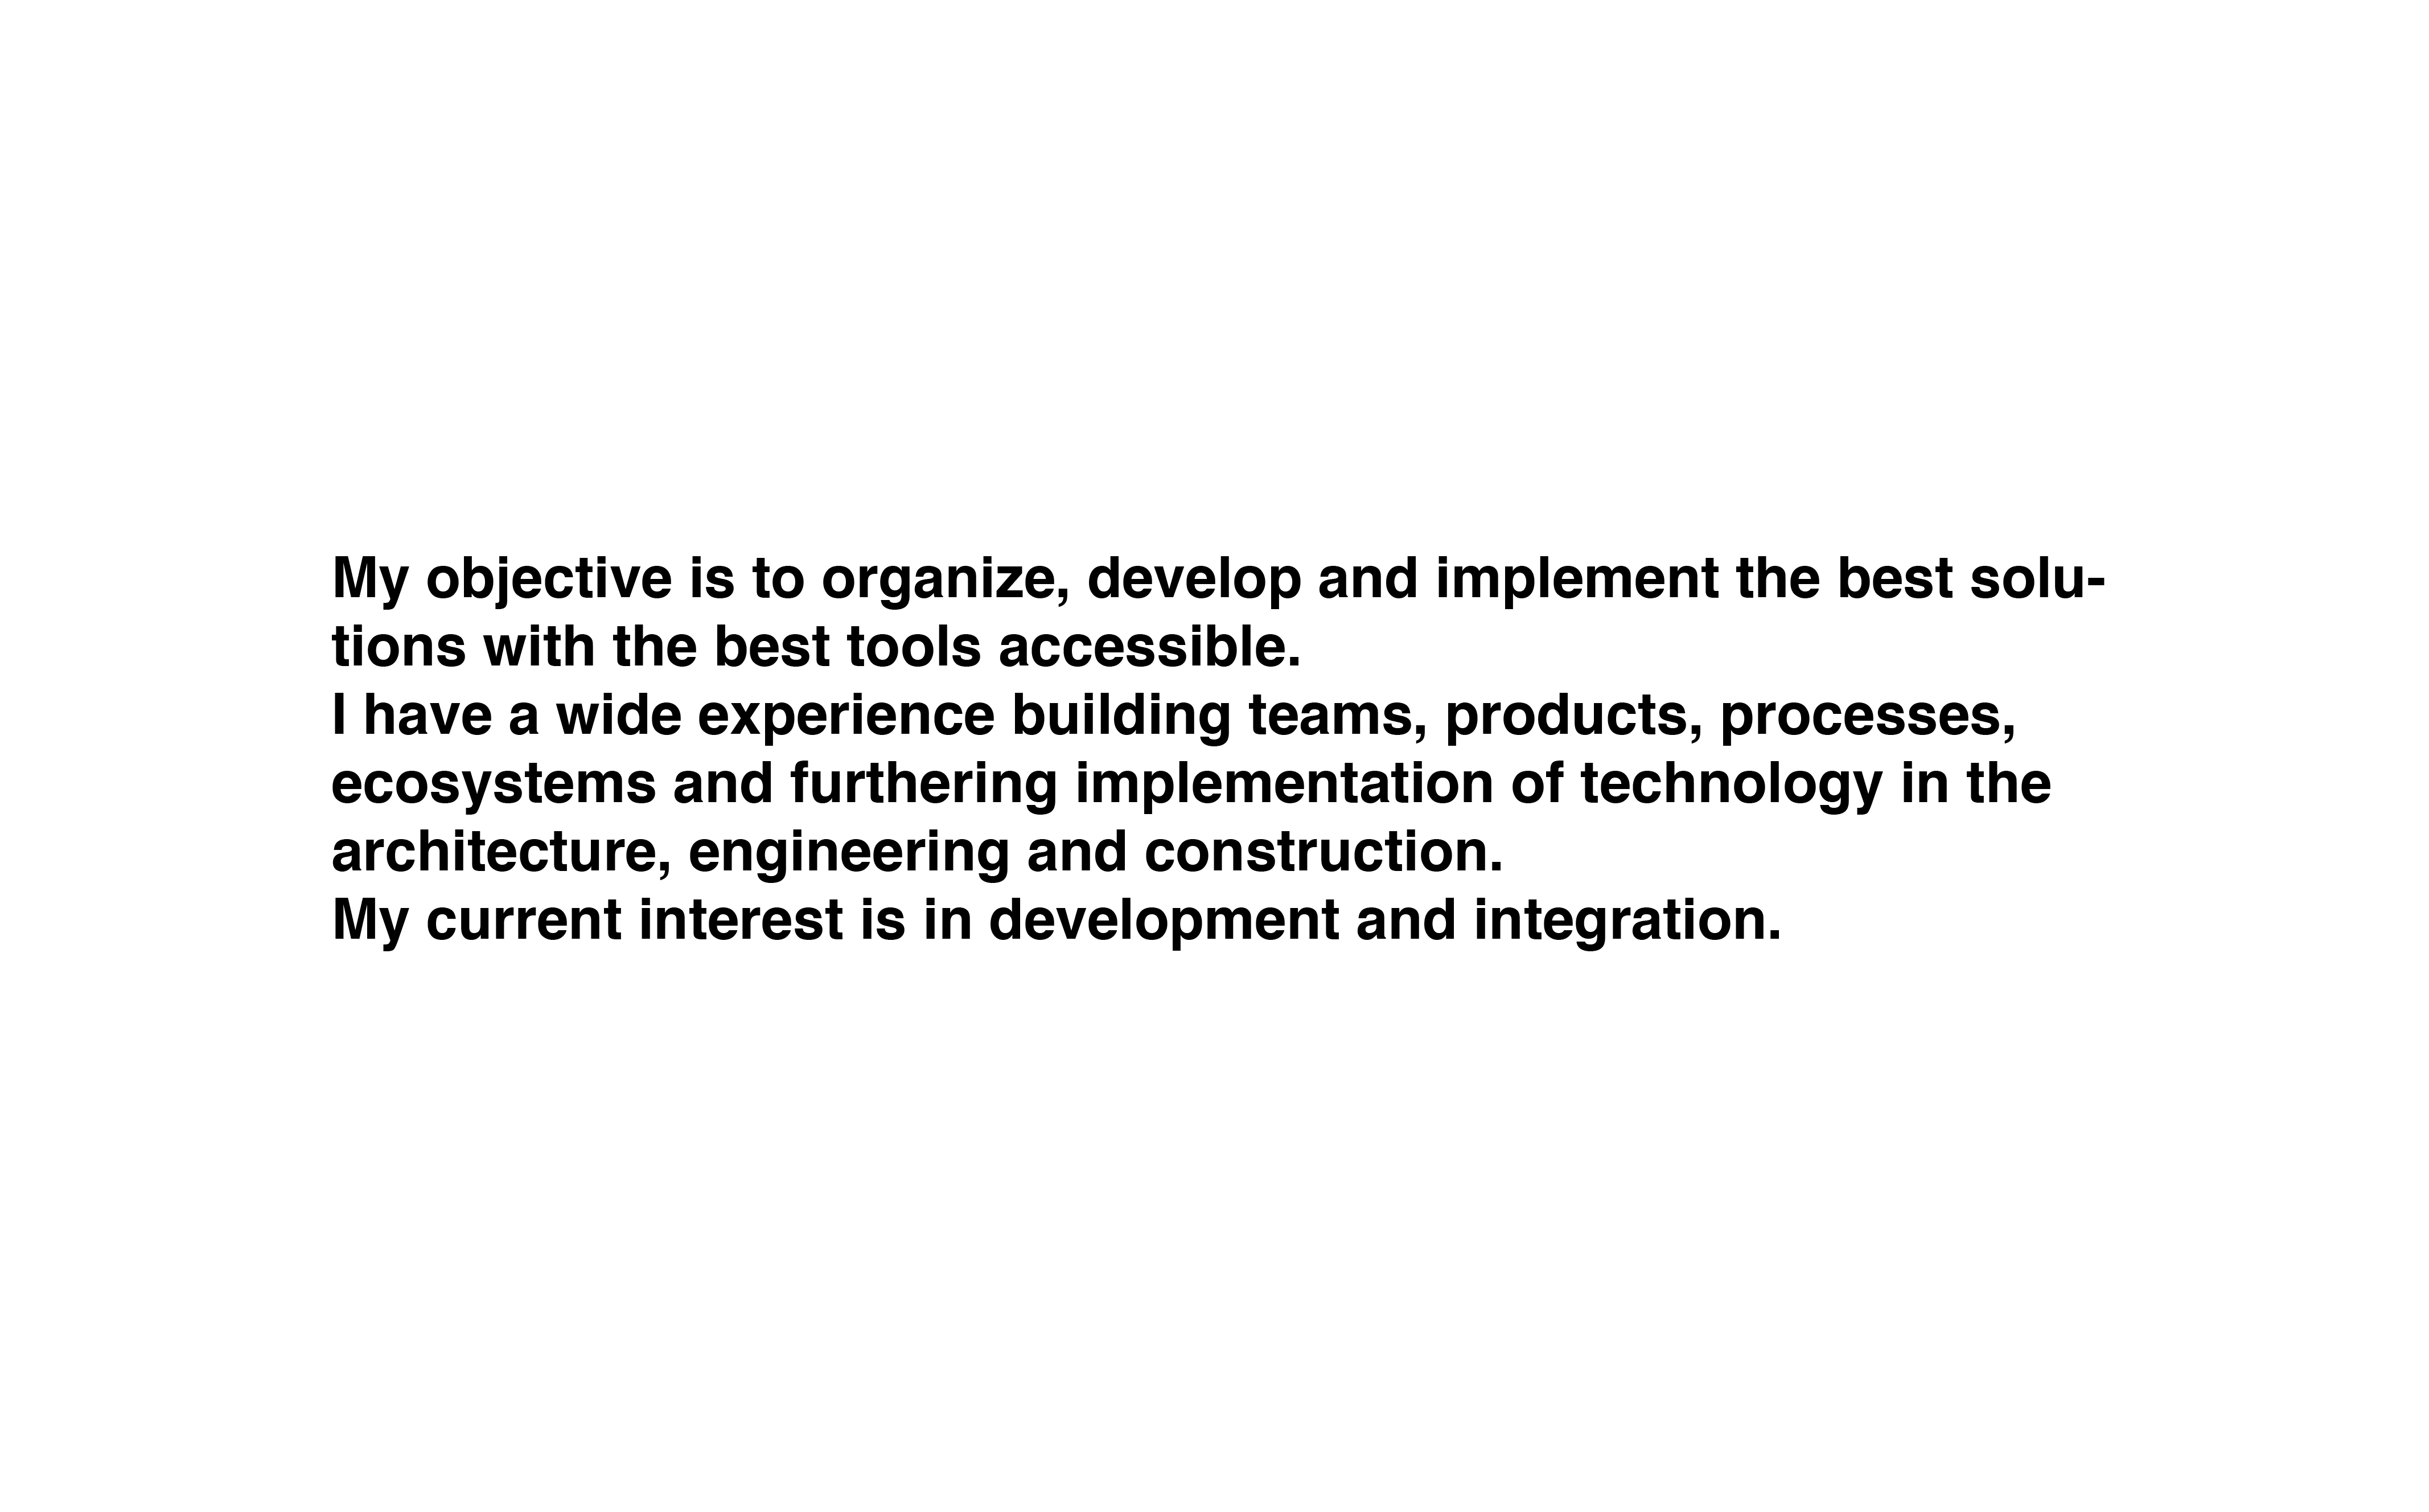 My objective is to organize, develop and implement the best solu-
tions with the best tools accessible.
I have a wide experience building teams, products, processes,
ecosystems and furthering implementation of technology in the
architecture, engineering and construction.
My current interest is in development and integration.